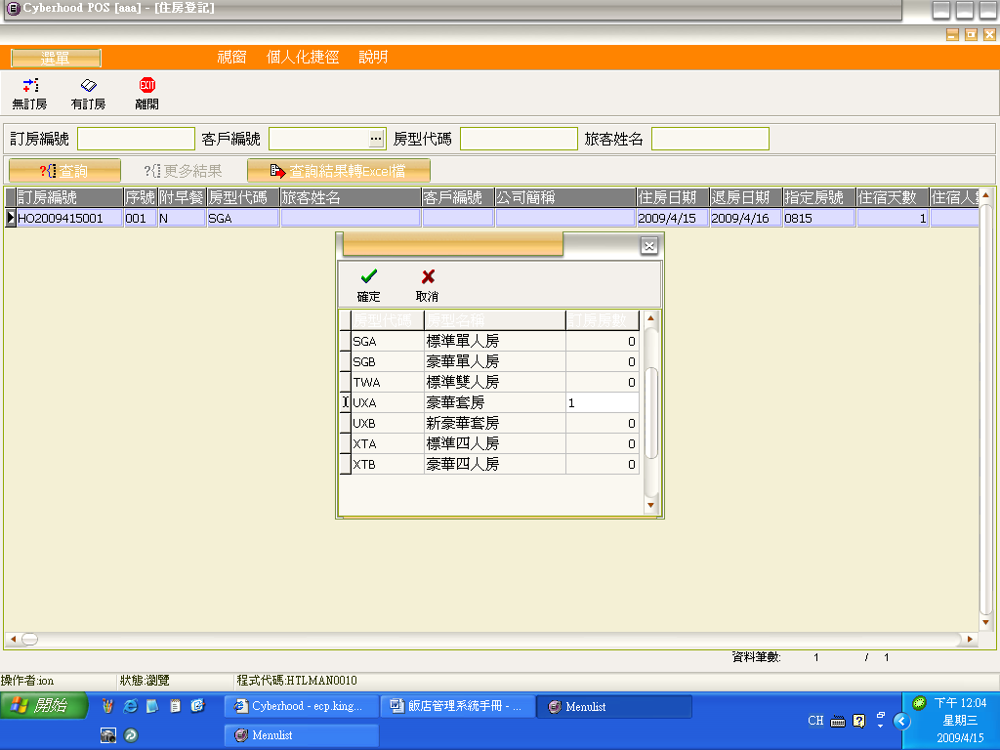 Cyberhood POS [aaa] - [住房登記]
選單 視窗 個人化捷徑 說明
無訂房 有訂房 離開
訂房編號 客戶編號 ... 房型代碼 旅客姓名
?{} 查詢 ?{} 更多結果 查詢結果轉Excel檔
訂房編號 序號 附早餐 房型代碼 旅客姓名 客戶編號 公司簡稱 住房日期 退房日期 指定房號 住宿天數 住宿人
HO2009415001 001 N SGA 2009/4/15 2009/4/16 0815 1
確定 取消
房型代碼 房型名稱 訂房房數
SGA 標準單人房 0
SGB 豪華單人房 0
TWA 標準雙人房 0
UXA 豪華套房 1
UXB 新豪華套房 0
XTA 標準四人房 0
XTB 豪華四人房 0
資料筆數: 1 / 1
操作者:ion 狀態:瀏覽 程式代碼:HTLMAN0010
開始 Cyberhood - ecp.king... 飯店管理系統手冊 - ... Menulist
Menulist
CH 下午 12:04
星期三
2009/4/15